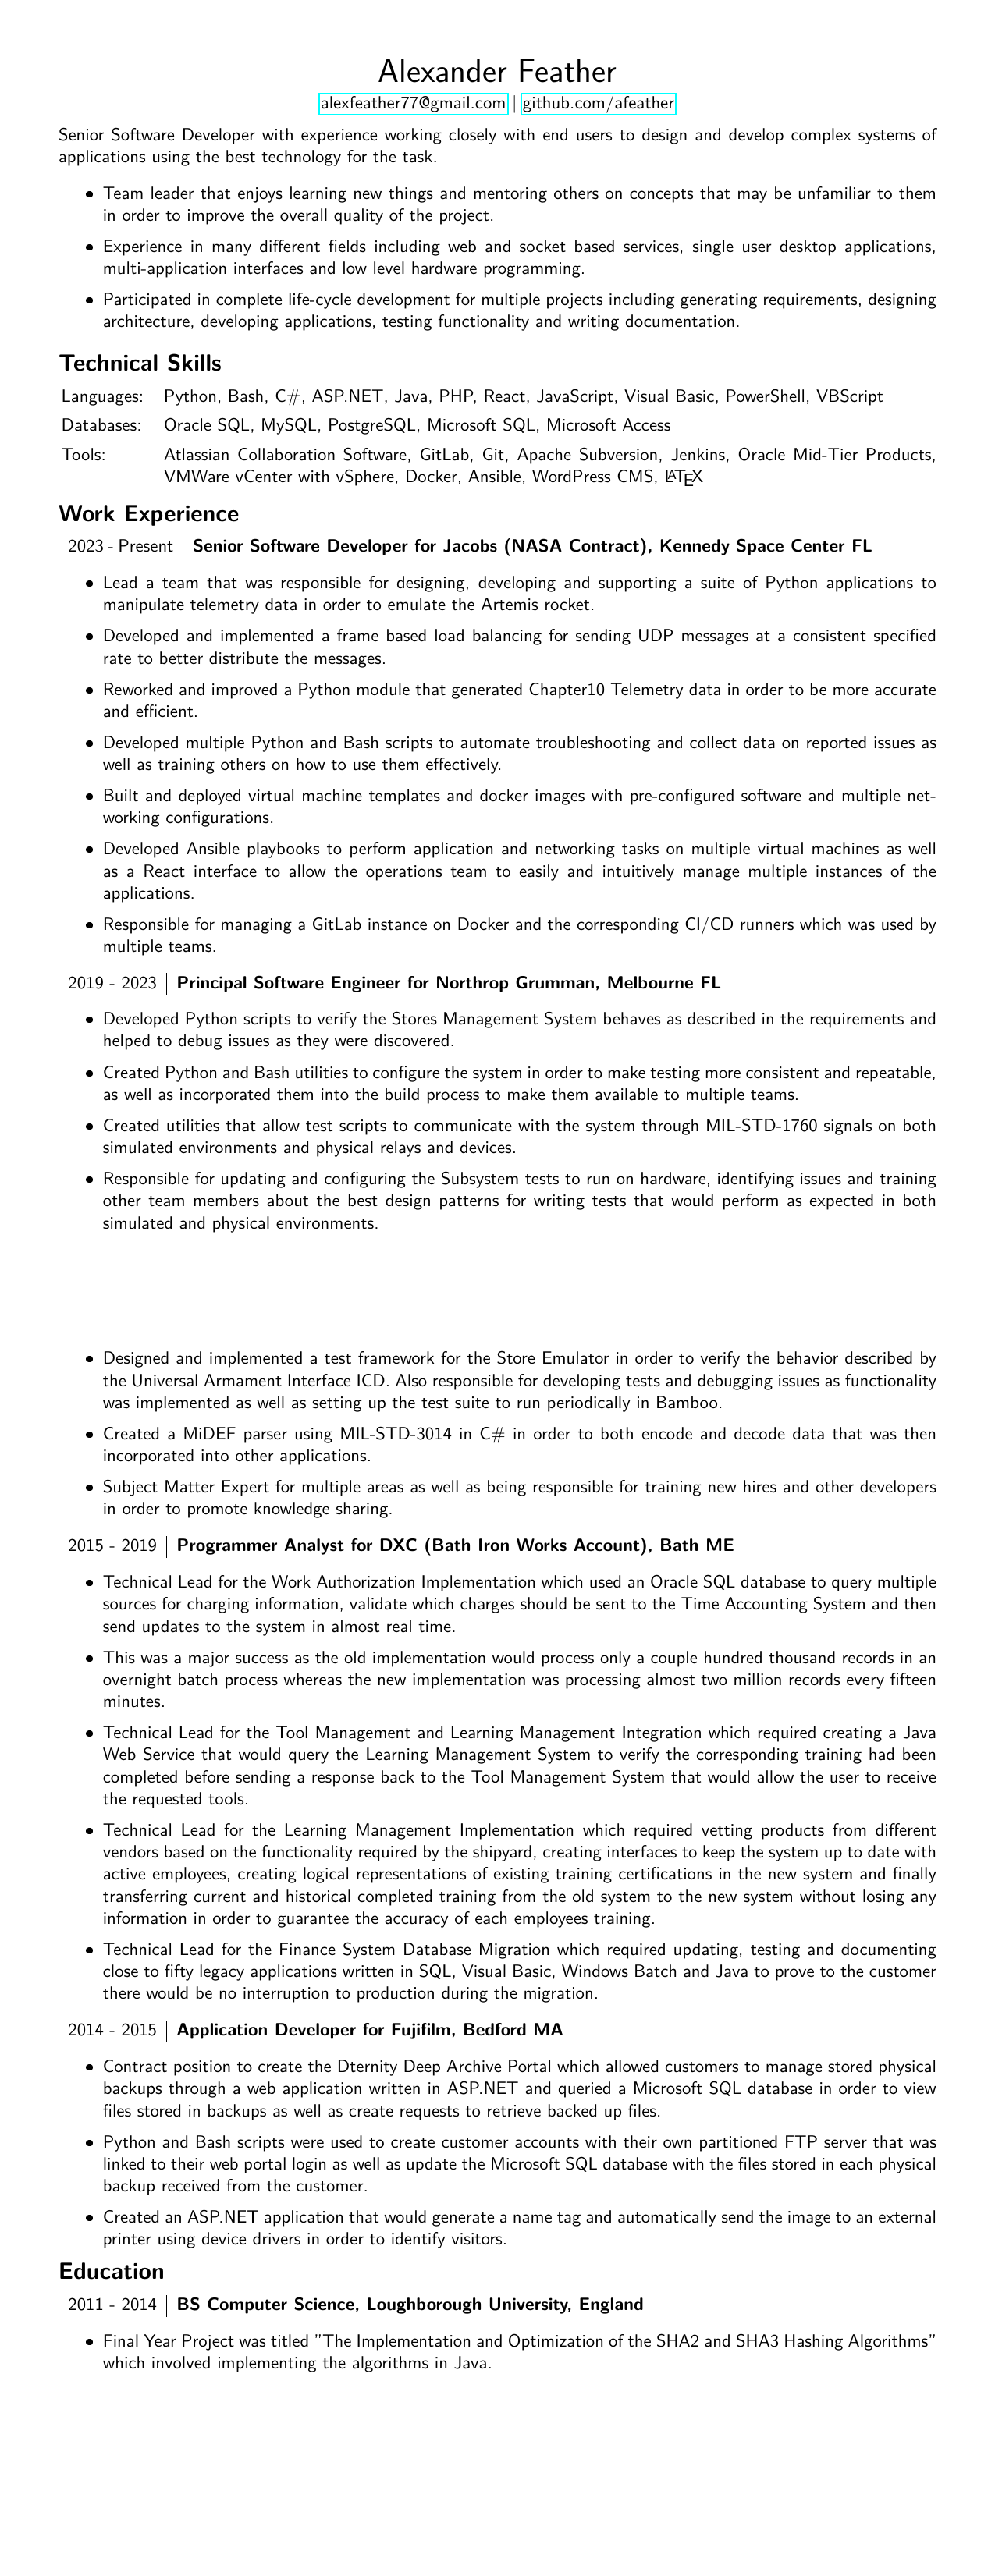 Alexander Feather
alexfeather77@gmail.com | github.com/afeather
Senior Software Developer with experience working closely with end users to design and develop complex systems of
applications using the best technology for the task.
• Team leader that enjoys learning new things and mentoring others on concepts that may be unfamiliar to them
in order to improve the overall quality of the project.
• Experience in many different fields including web and socket based services, single user desktop applications,
multi-application interfaces and low level hardware programming.
• Participated in complete life-cycle development for multiple projects including generating requirements, designing
architecture, developing applications, testing functionality and writing documentation.
Technical Skills
Languages: Python, Bash, C#, ASP.NET, Java, PHP, React, JavaScript, Visual Basic, PowerShell, VBScript
Databases: Oracle SQL, MySQL, PostgreSQL, Microsoft SQL, Microsoft Access
Tools: Atlassian Collaboration Software, GitLab, Git, Apache Subversion, Jenkins, Oracle Mid-Tier Products,
VMWare vCenter with vSphere, Docker, Ansible, WordPress CMS, LATEX
Work Experience
2023 - Present | Senior Software Developer for Jacobs (NASA Contract), Kennedy Space Center FL
• Lead a team that was responsible for designing, developing and supporting a suite of Python applications to
manipulate telemetry data in order to emulate the Artemis rocket.
• Developed and implemented a frame based load balancing for sending UDP messages at a consistent specified
rate to better distribute the messages.
• Reworked and improved a Python module that generated Chapter10 Telemetry data in order to be more accurate
and efficient.
• Developed multiple Python and Bash scripts to automate troubleshooting and collect data on reported issues as
well as training others on how to use them effectively.
• Built and deployed virtual machine templates and docker images with pre-configured software and multiple net-
working configurations.
• Developed Ansible playbooks to perform application and networking tasks on multiple virtual machines as well
as a React interface to allow the operations team to easily and intuitively manage multiple instances of the
applications.
• Responsible for managing a GitLab instance on Docker and the corresponding CI/CD runners which was used by
multiple teams.
2019 - 2023 | Principal Software Engineer for Northrop Grumman, Melbourne FL
• Developed Python scripts to verify the Stores Management System behaves as described in the requirements and
helped to debug issues as they were discovered.
• Created Python and Bash utilities to configure the system in order to make testing more consistent and repeatable,
as well as incorporated them into the build process to make them available to multiple teams.
• Created utilities that allow test scripts to communicate with the system through MIL-STD-1760 signals on both
simulated environments and physical relays and devices.
• Responsible for updating and configuring the Subsystem tests to run on hardware, identifying issues and training
other team members about the best design patterns for writing tests that would perform as expected in both
simulated and physical environments.
• Designed and implemented a test framework for the Store Emulator in order to verify the behavior described by
the Universal Armament Interface ICD. Also responsible for developing tests and debugging issues as functionality
was implemented as well as setting up the test suite to run periodically in Bamboo.
• Created a MiDEF parser using MIL-STD-3014 in C# in order to both encode and decode data that was then
incorporated into other applications.
• Subject Matter Expert for multiple areas as well as being responsible for training new hires and other developers
in order to promote knowledge sharing.
2015 - 2019 | Programmer Analyst for DXC (Bath Iron Works Account), Bath ME
• Technical Lead for the Work Authorization Implementation which used an Oracle SQL database to query multiple
sources for charging information, validate which charges should be sent to the Time Accounting System and then
send updates to the system in almost real time.
• This was a major success as the old implementation would process only a couple hundred thousand records in an
overnight batch process whereas the new implementation was processing almost two million records every fifteen
minutes.
• Technical Lead for the Tool Management and Learning Management Integration which required creating a Java
Web Service that would query the Learning Management System to verify the corresponding training had been
completed before sending a response back to the Tool Management System that would allow the user to receive
the requested tools.
• Technical Lead for the Learning Management Implementation which required vetting products from different
vendors based on the functionality required by the shipyard, creating interfaces to keep the system up to date with
active employees, creating logical representations of existing training certifications in the new system and finally
transferring current and historical completed training from the old system to the new system without losing any
information in order to guarantee the accuracy of each employees training.
• Technical Lead for the Finance System Database Migration which required updating, testing and documenting
close to fifty legacy applications written in SQL, Visual Basic, Windows Batch and Java to prove to the customer
there would be no interruption to production during the migration.
2014 - 2015 | Application Developer for Fujifilm, Bedford MA
• Contract position to create the Dternity Deep Archive Portal which allowed customers to manage stored physical
backups through a web application written in ASP.NET and queried a Microsoft SQL database in order to view
files stored in backups as well as create requests to retrieve backed up files.
• Python and Bash scripts were used to create customer accounts with their own partitioned FTP server that was
linked to their web portal login as well as update the Microsoft SQL database with the files stored in each physical
backup received from the customer.
• Created an ASP.NET application that would generate a name tag and automatically send the image to an external
printer using device drivers in order to identify visitors.
Education
2011 - 2014 | BS Computer Science, Loughborough University, England
• Final Year Project was titled "The Implementation and Optimization of the SHA2 and SHA3 Hashing Algorithms"
which involved implementing the algorithms in Java.